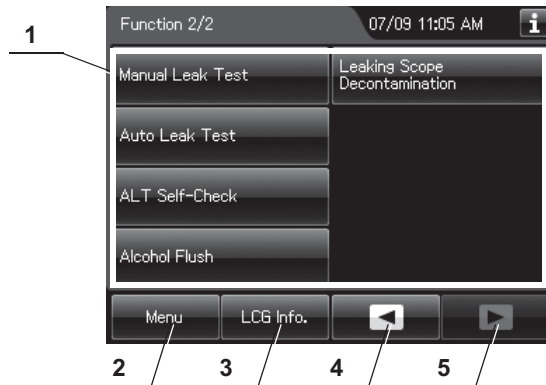 1
Function 2/2
07/09 11:05 AM
i
Manual Leak Test
Leaking Scope
Decontamination
Auto Leak Test
ALT Self-Check
Alcohol Flush
Menu
LCG Info.
2
3
4
5